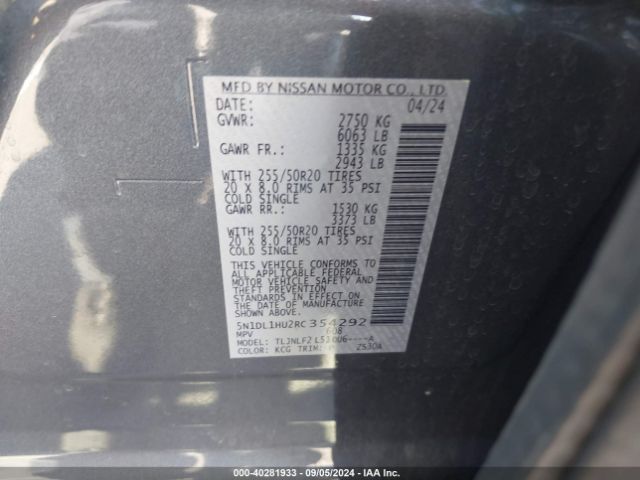 MFD BY NISSAN MOTOR CO., LTD.
DATE: 04/24
GVWR: 2750 KG
6063 LB
GAWR FR.: 1335 KG
2943 LB
WITH 255/50R20 TIRES
20 X 8.0 RIMS AT 35 PSI
COLD SINGLE
GAWR RR.: 1530 KG
3373 LB
WITH 255/50R20 TIRES
20 X 8.0 RIMS AT 35 PSI
COLD SINGLE
THIS VEHICLE CONFORMS TO
ALL APPLICABLE FEDERAL
MOTOR VEHICLE SAFETY AND
THEFT PREVENTION
STANDARDS IN EFFECT ON
THE DATE OF MANUFACTURE
SHOWN ABOVE.
5N1DL1HU2RC354292
MPV 608
MODEL: TLJNLF2
COLOR: KCG TRIM: 2S30A
000-40281933 - 09/05/2024 - IAA Inc.